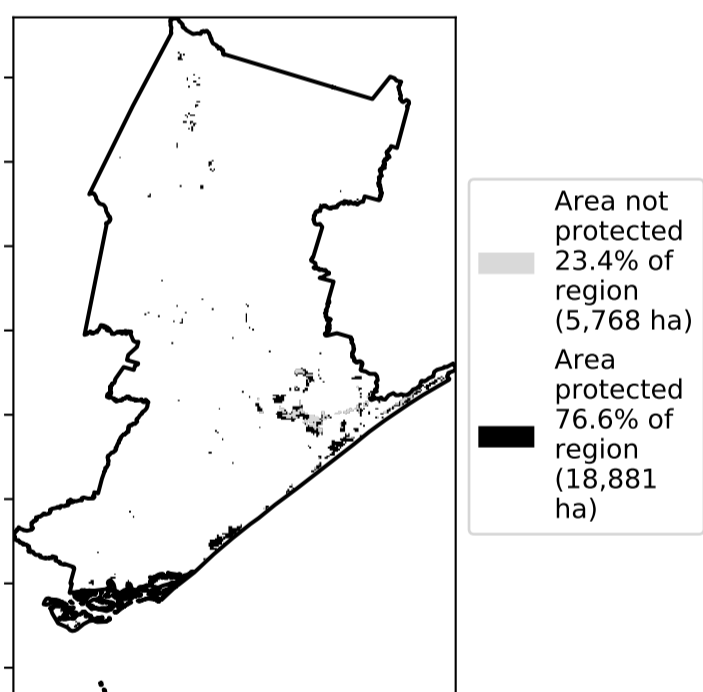 Area not
protected
23.4% of
region
(5,768 ha)
Area
protected
76.6% of
region
(18,881
ha)